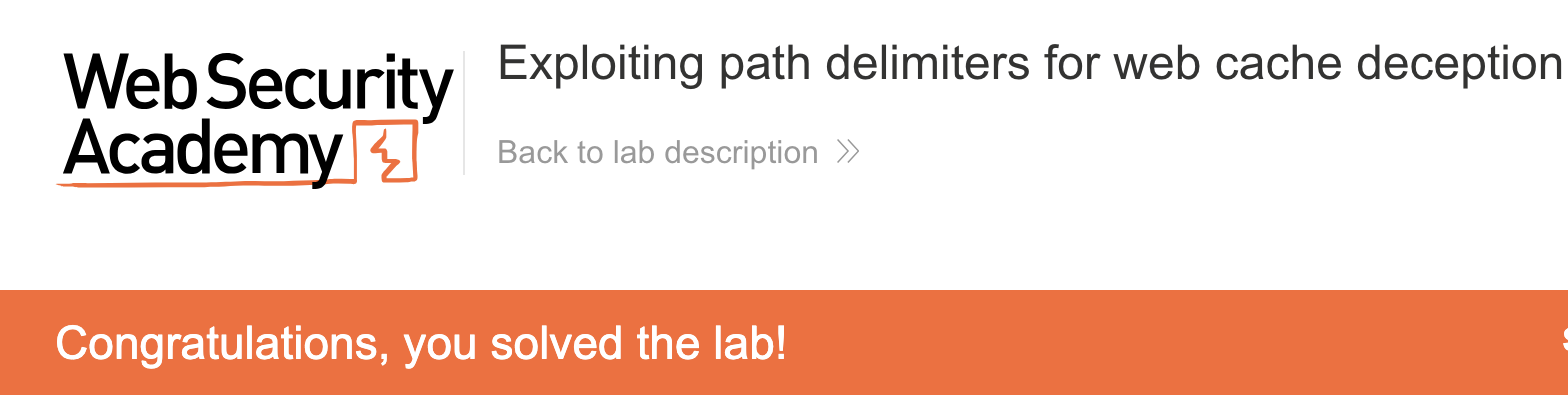 Web Security
Academy
Exploiting path delimiters for web cache deception
Back to lab description
Congratulations, you solved the lab!